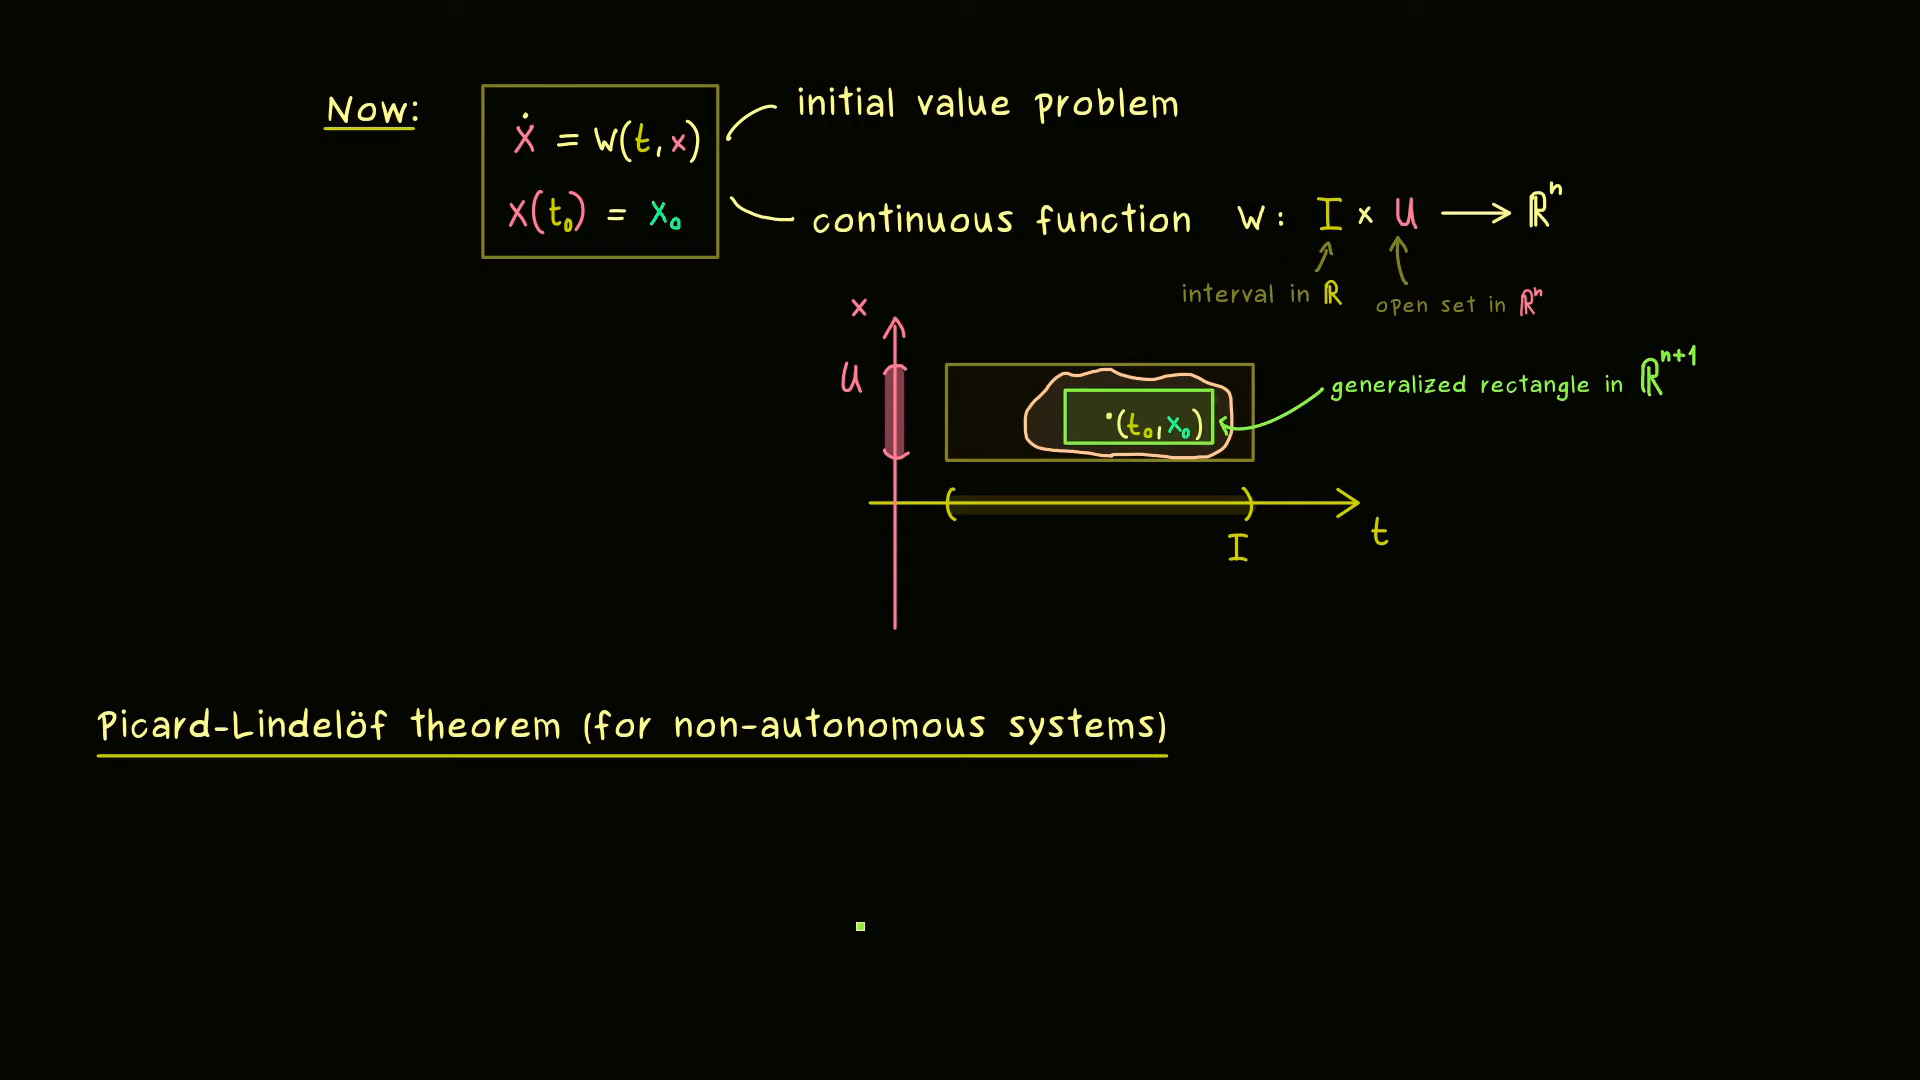 Now:
ẋ = w(t,x)
x(t₀) = x₀
initial value problem
continuous function w: I × U ⟶ ℝⁿ
interval in ℝ
open set in ℝⁿ
x
U
(t₀, x₀)
generalized rectangle in ℝⁿ⁺¹
I
t
Picard-Lindelöf theorem (for non-autonomous systems)